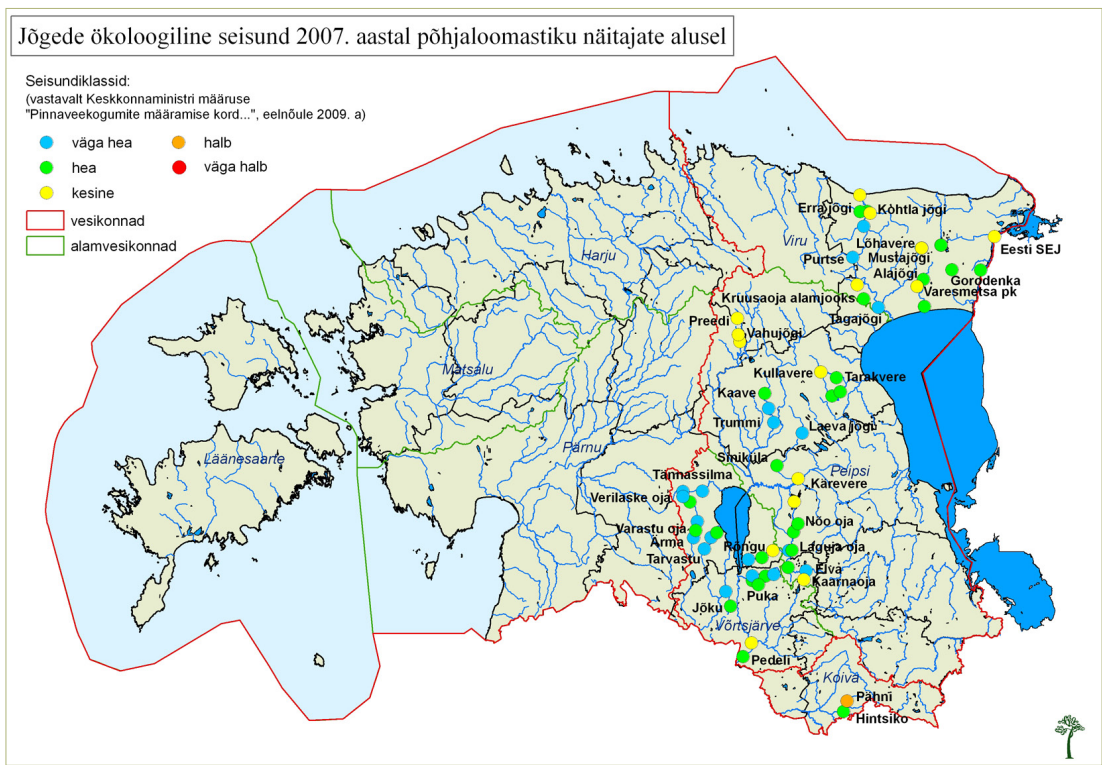 Jõgede ökoloogiline seisund 2007. aastal põhjaloomastiku näitajate alusel
Seisundiklassid:
(vastavalt Keskkonnaministri määruse
"Pinnaveekogumite määramise kord...", eelnõule 2009. a)
väga hea
halb
hea
väga halb
kesine
vesikonnad
alamvesikonnad
Erra jõgi
Kohtla jõgi
Viru
Lõhavere
Eesti SEJ
Harju
Purtse
Mustajõgi
Alajõgi
Gorodenka
Varesmetsa pk
Kruusaoja alamjooks
Tagajõgi
Preedi
Vahujõgi
Matsalu
Kullavere
Tarakvere
Kaave
Trummi
Laeva jõgi
Läänesaarte
Pärnu
Siniküla
Peipsi
Tännassilma
Kärevere
Verilaske oja
Varastu oja
Nõo oja
Ärma
Rõngu
Laguja oja
Tarvastu
Elva
Kaarnaoja
Puka
Jõku
Võrtsjärve
Pedeli
Koiva
Pähni
Hintsiko